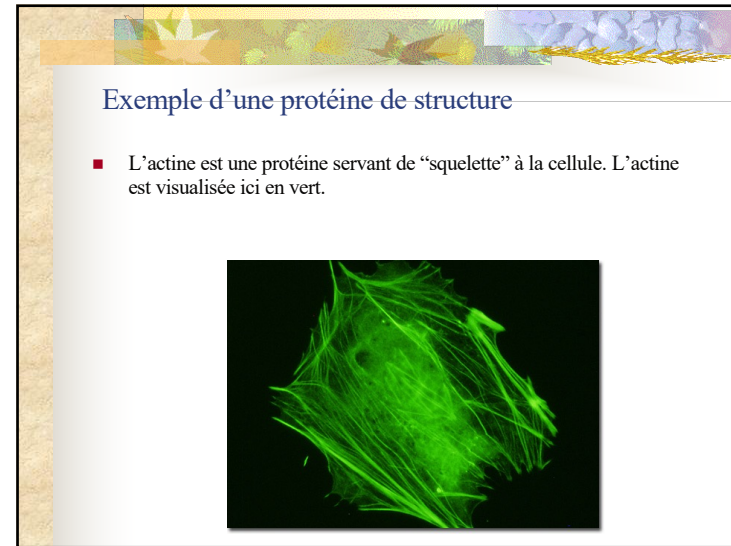 Exemple d’une protéine de structure
L’actine est une protéine servant de “squelette” à la cellule. L’actine
est visualisée ici en vert.